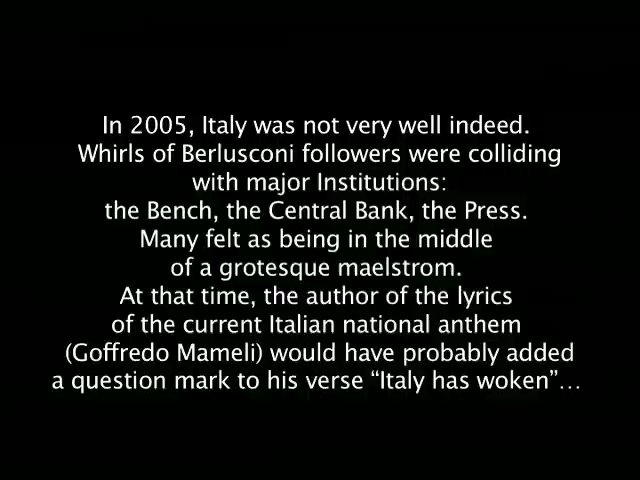 In 2005, Italy was not very well indeed.
Whirls of Berlusconi followers were colliding
with major Institutions:
the Bench, the Central Bank, the Press.
Many felt as being in the middle
of a grotesque maelstrom.
At that time, the author of the lyrics
of the current Italian national anthem
(Goffredo Mameli) would have probably added
a question mark to his verse “Italy has woken”…